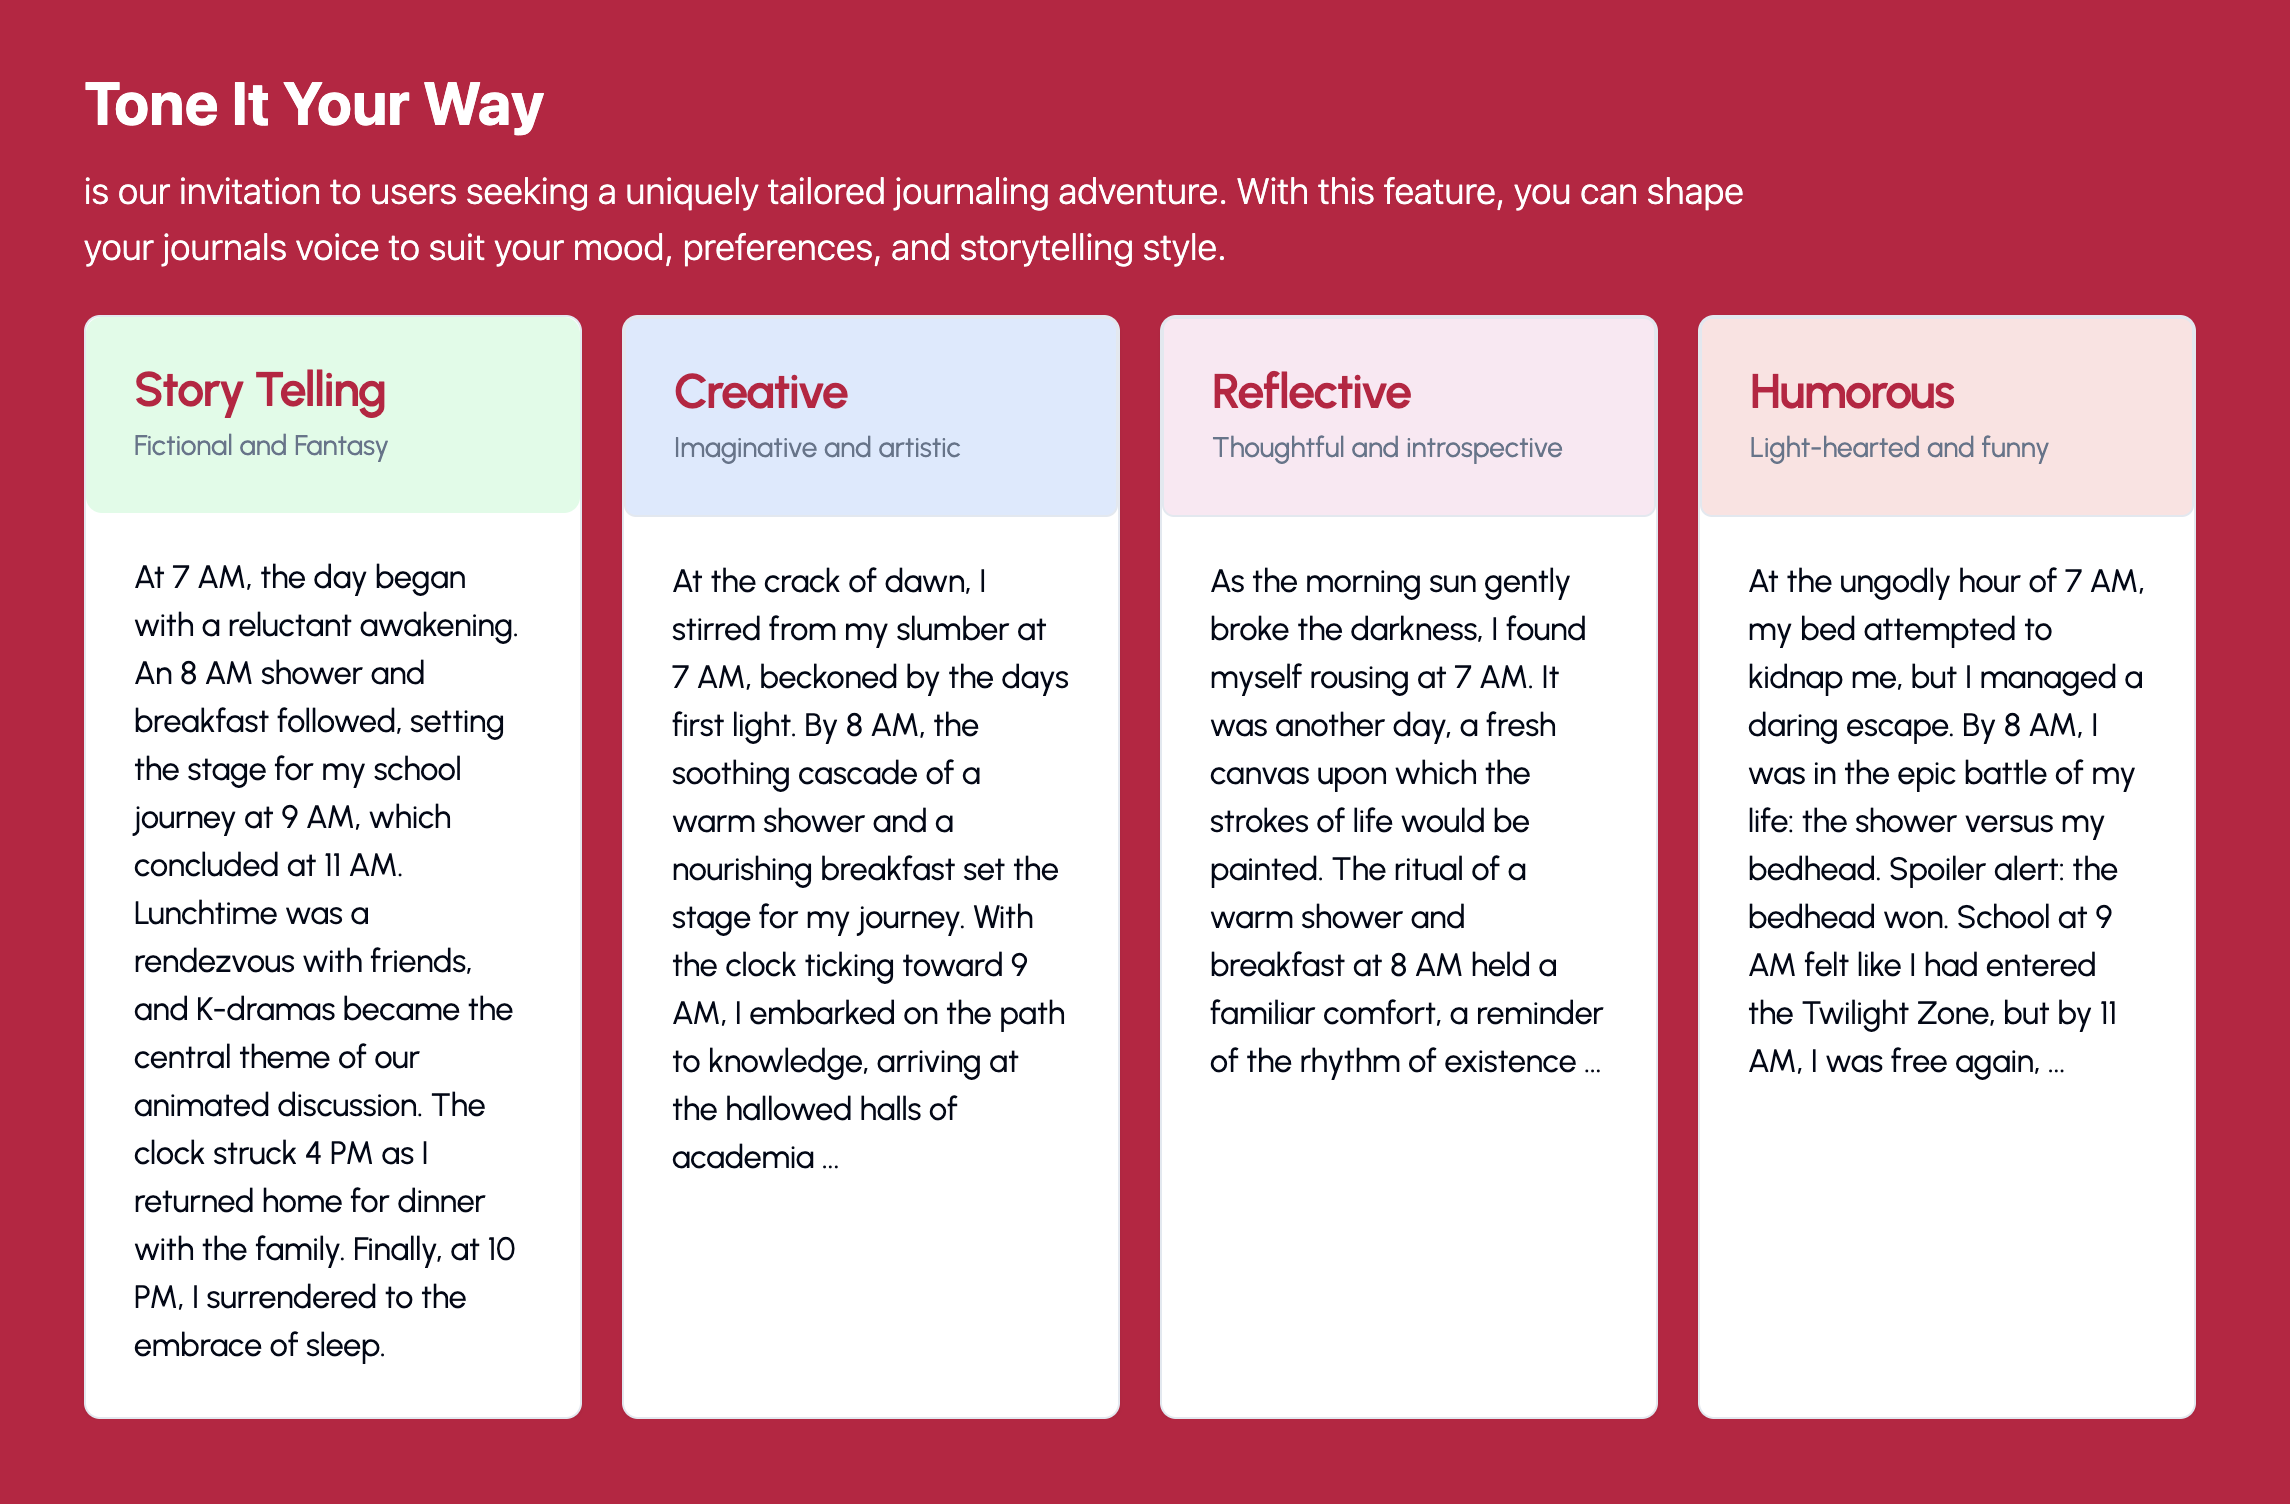 Tone It Your Way
is our invitation to users seeking a uniquely tailored journaling adventure. With this feature, you can shape
your journals voice to suit your mood, preferences, and storytelling style.
Story Telling
Fictional and Fantasy
At 7 AM, the day began
with a reluctant awakening.
An 8 AM shower and
breakfast followed, setting
the stage for my school
journey at 9 AM, which
concluded at 11 AM.
Lunchtime was a
rendezvous with friends,
and K-dramas became the
central theme of our
animated discussion. The
clock struck 4 PM as I
returned home for dinner
with the family. Finally, at 10
PM, I surrendered to the
embrace of sleep.
Creative
Imaginative and artistic
At the crack of dawn, I
stirred from my slumber at
7 AM, beckoned by the days
first light. By 8 AM, the
soothing cascade of a
warm shower and a
nourishing breakfast set the
stage for my journey. With
the clock ticking toward 9
AM, I embarked on the path
to knowledge, arriving at
the hallowed halls of
academia ...
Reflective
Thoughtful and introspective
As the morning sun gently
broke the darkness, I found
myself rousing at 7 AM. It
was another day, a fresh
canvas upon which the
strokes of life would be
painted. The ritual of a
warm shower and
breakfast at 8 AM held a
familiar comfort, a reminder
of the rhythm of existence ...
Humorous
Light-hearted and funny
At the ungodly hour of 7 AM,
my bed attempted to
kidnap me, but I managed a
daring escape. By 8 AM, I
was in the epic battle of my
life: the shower versus my
bedhead. Spoiler alert: the
bedhead won. School at 9
AM felt like I had entered
the Twilight Zone, but by 11
AM, I was free again, ...